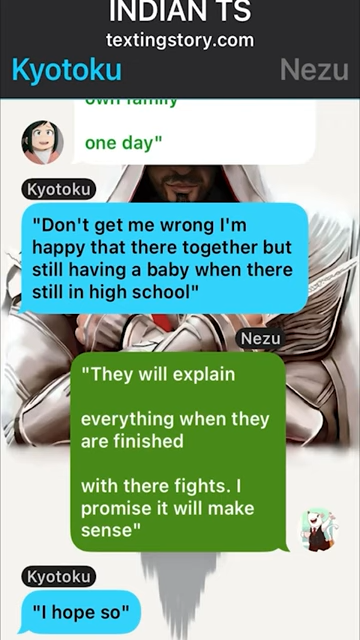 INDIAN TS
textingstory.com
Kyotoku
Nezu
own family
one day"
Kyotoku
"Don't get me wrong I'm
happy that there together but
still having a baby when there
still in high school"
Nezu
"They will explain
everything when they
are finished
with there fights. I
promise it will make
sense"
Kyotoku
"I hope so"